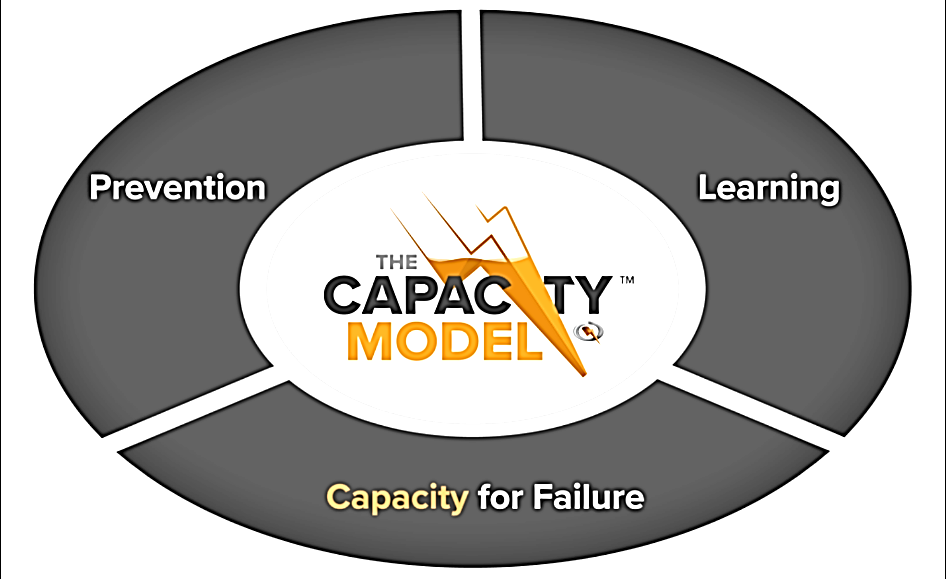 Prevention
Learning
THE
CAPACITY™
MODEL
Capacity for Failure